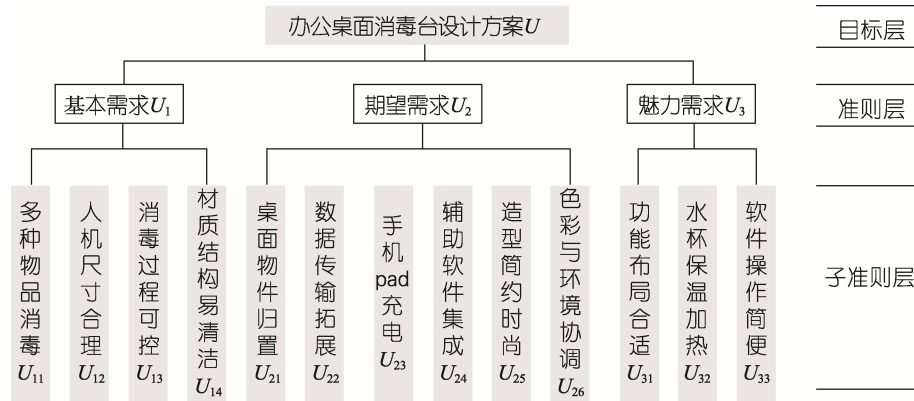 办公桌面消毒台设计方案U
目标层
基本需求U₁
期望需求U₂
魅力需求U₃
准则层
多种物品消毒U₁₁
人机尺寸合理U₁₂
消毒过程可控U₁₃
材质结构易清洁U₁₄
桌面物件归置U₂₁
数据传输拓展U₂₂
手机pad充电U₂₃
辅助软件集成U₂₄
造型简约时尚U₂₅
色彩与环境协调U₂₆
功能布局合适U₃₁
水杯保温加热U₃₂
软件操作简便U₃₃
子准则层